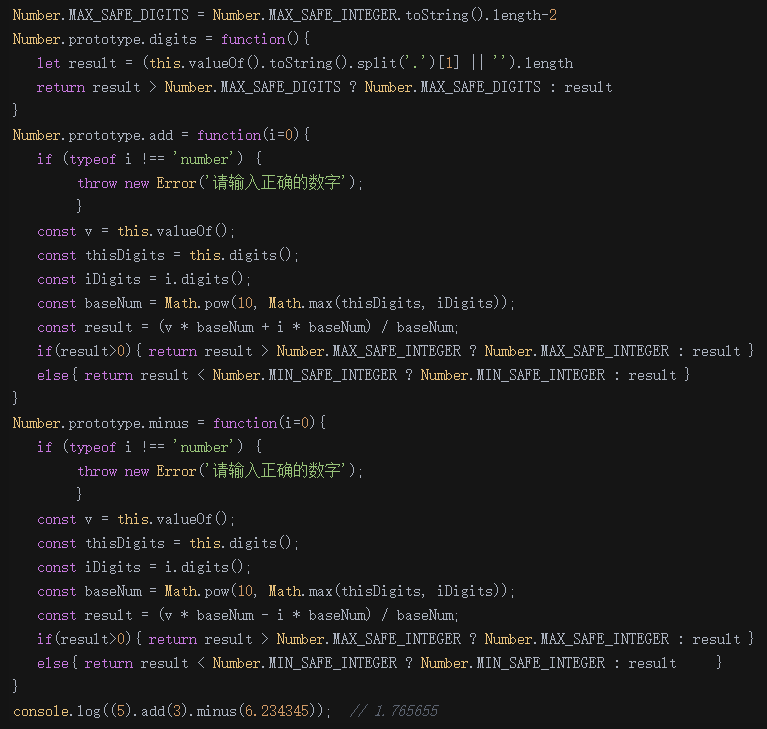 Number.MAX_SAFE_DIGITS = Number.MAX_SAFE_INTEGER.toString().length-2
Number.prototype.digits = function(){
   let result = (this.valueOf().toString().split('.')[1] || '').length
   return result > Number.MAX_SAFE_DIGITS ? Number.MAX_SAFE_DIGITS : result
}
Number.prototype.add = function(i=0){
   if (typeof i !== 'number') {
        throw new Error('请输入正确的数字');
        }
   const v = this.valueOf();
   const thisDigits = this.digits();
   const iDigits = i.digits();
   const baseNum = Math.pow(10, Math.max(thisDigits, iDigits));
   const result = (v * baseNum + i * baseNum) / baseNum;
   if(result>0){ return result > Number.MAX_SAFE_INTEGER ? Number.MAX_SAFE_INTEGER : result }
   else{ return result < Number.MIN_SAFE_INTEGER ? Number.MIN_SAFE_INTEGER : result }
}
Number.prototype.minus = function(i=0){
   if (typeof i !== 'number') {
        throw new Error('请输入正确的数字');
        }
   const v = this.valueOf();
   const thisDigits = this.digits();
   const iDigits = i.digits();
   const baseNum = Math.pow(10, Math.max(thisDigits, iDigits));
   const result = (v * baseNum - i * baseNum) / baseNum;
   if(result>0){ return result > Number.MAX_SAFE_INTEGER ? Number.MAX_SAFE_INTEGER : result }
   else{ return result < Number.MIN_SAFE_INTEGER ? Number.MIN_SAFE_INTEGER : result     }
}
console.log((5).add(3).minus(6.234345));  // 1.765655